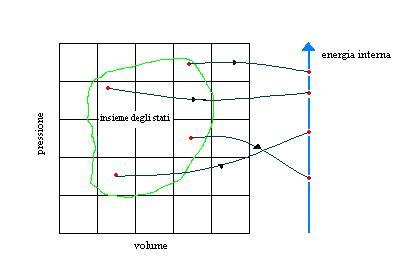 energia interna
insieme degli stati
pressione
volume